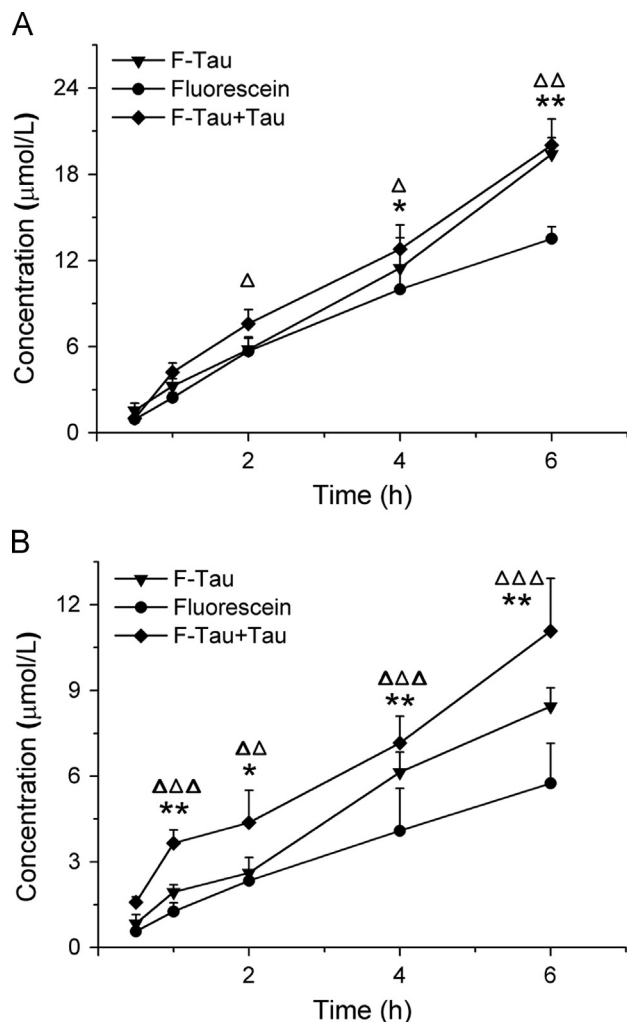 A
F-Tau
Fluorescein
F-Tau+Tau
Concentration (μmol/L)
24
18
12
6
0
Δ
Δ
*
ΔΔ
**
2
4
6
Time (h)
B
F-Tau
Fluorescein
F-Tau+Tau
Concentration (μmol/L)
12
9
6
3
0
ΔΔΔ
**
ΔΔ
*
ΔΔΔ
**
ΔΔΔ
**
2
4
6
Time (h)